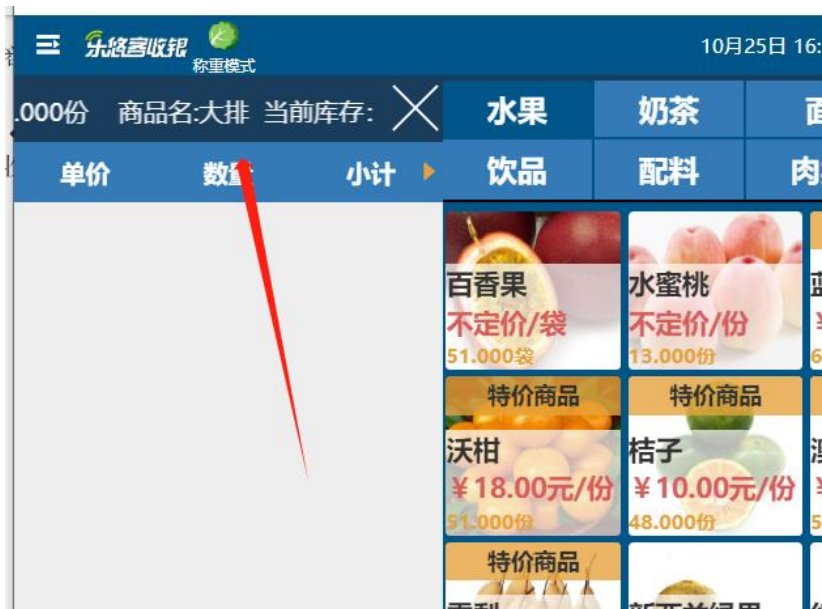 乐悠客收银
称重模式
10月25日 16:
.000份 商品名:大排 当前库存:
单价 数量 小计
水果 奶茶
饮品 配料
百香果
不定价/袋
51.000袋
水蜜桃
不定价/份
13.000份
特价商品
沃柑
￥18.00元/份
51.000份
特价商品
桔子
￥10.00元/份
48.000份
特价商品